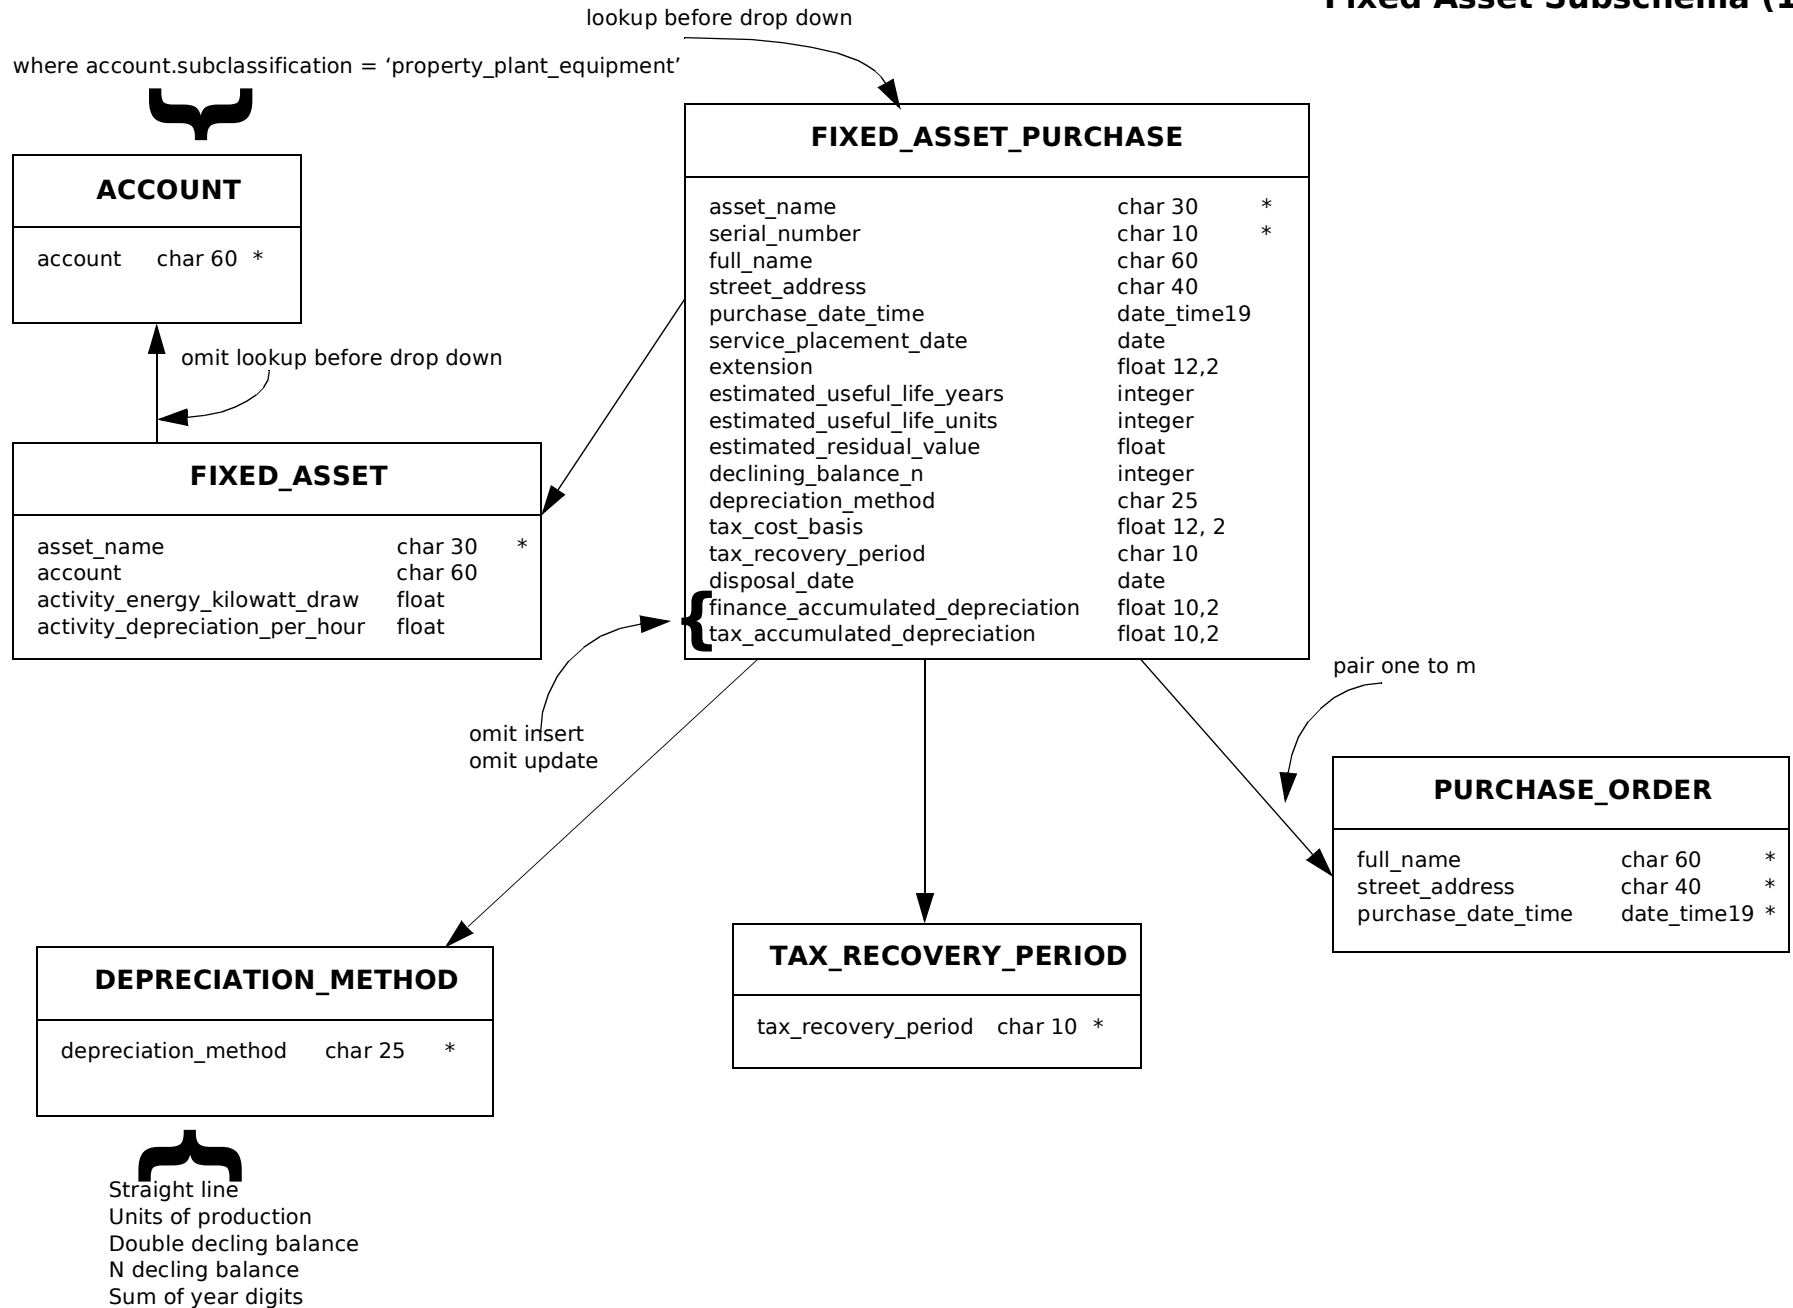 Fixed Asset Subschema (1
lookup before drop down
where account.subclassification = ‘property_plant_equipment’
FIXED_ASSET_PURCHASE
asset_name char 30 *
serial_number char 10 *
full_name char 60
street_address char 40
purchase_date_time date_time19
service_placement_date date
extension float 12,2
estimated_useful_life_years integer
estimated_useful_life_units integer
estimated_residual_value float
declining_balance_n integer
depreciation_method char 25
tax_cost_basis float 12, 2
tax_recovery_period char 10
disposal_date date
finance_accumulated_depreciation float 10,2
tax_accumulated_depreciation float 10,2
ACCOUNT
account char 60 *
omit lookup before drop down
FIXED_ASSET
asset_name char 30 *
account char 60
activity_energy_kilowatt_draw float
activity_depreciation_per_hour float
omit insert
omit update
pair one to m
PURCHASE_ORDER
full_name char 60 *
street_address char 40 *
purchase_date_time date_time19 *
DEPRECIATION_METHOD
depreciation_method char 25 *
TAX_RECOVERY_PERIOD
tax_recovery_period char 10 *
Straight line
Units of production
Double decling balance
N decling balance
Sum of year digits